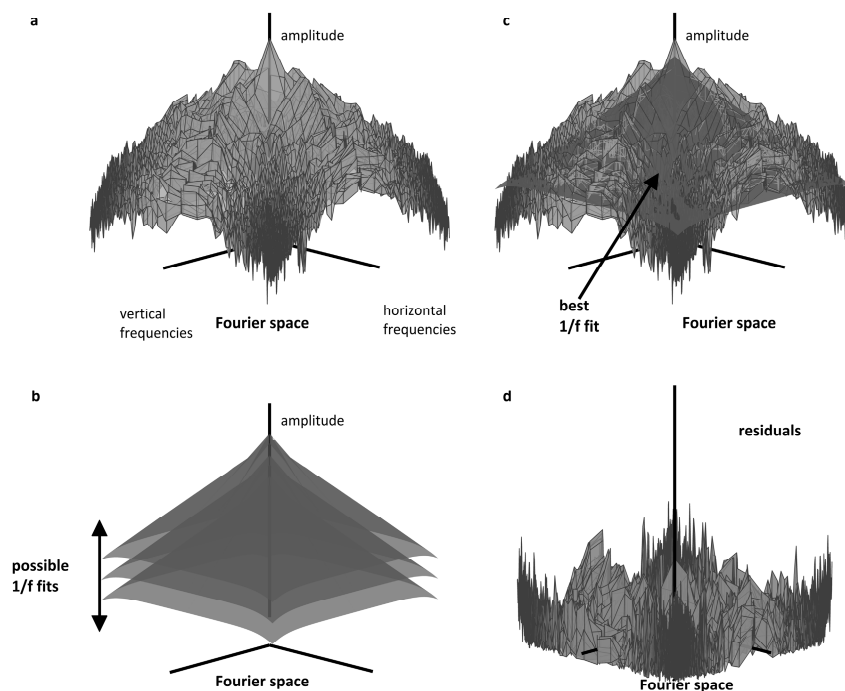 a
amplitude
vertical
frequencies
Fourier space
horizontal
frequencies
c
amplitude
best
1/f fit
Fourier space
b
amplitude
possible
1/f fits
Fourier space
d
residuals
Fourier space